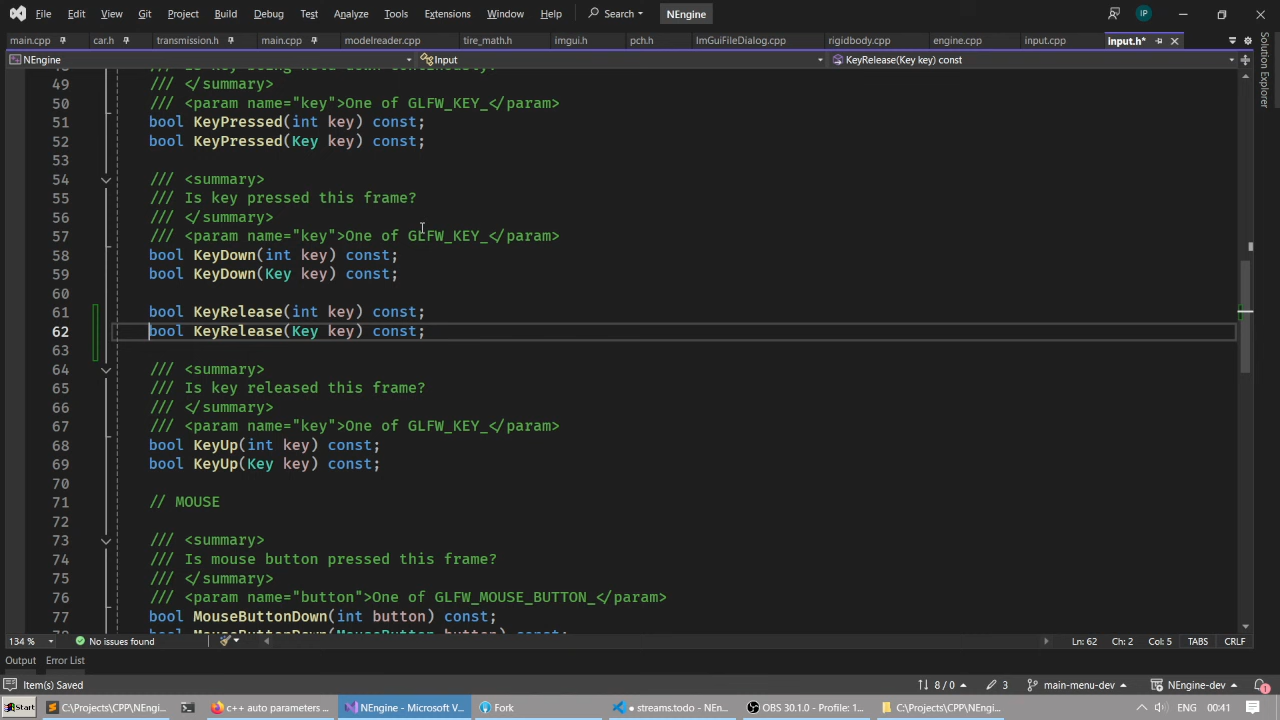 File Edit View Git Project Build Debug Test Analyze Tools Extensions Window Help Search NEngine IP
main.cpp car.h transmission.h main.cpp modelreader.cpp tire_math.h imgui.h pch.h ImGuiFileDialog.cpp rigidbody.cpp engine.cpp input.cpp input.h*
NEngine Input KeyRelease(Key key) const
Solution Explorer
49 /// </summary>
50 /// <param name="key">One of GLFW_KEY_</param>
51 bool KeyPressed(int key) const;
52 bool KeyPressed(Key key) const;
53
54 /// <summary>
55 /// Is key pressed this frame?
56 /// </summary>
57 /// <param name="key">One of GLFW_KEY_</param>
58 bool KeyDown(int key) const;
59 bool KeyDown(Key key) const;
60
61 bool KeyRelease(int key) const;
62 bool KeyRelease(Key key) const;
63
64 /// <summary>
65 /// Is key released this frame?
66 /// </summary>
67 /// <param name="key">One of GLFW_KEY_</param>
68 bool KeyUp(int key) const;
69 bool KeyUp(Key key) const;
70
71 // MOUSE
72
73 /// <summary>
74 /// Is mouse button pressed this frame?
75 /// </summary>
76 /// <param name="button">One of GLFW_MOUSE_BUTTON_</param>
77 bool MouseButtonDown(int button) const;
bool MouseButtonDown(MouseButton button) const;
134 % No issues found Ln: 62 Ch: 2 Col: 5 TABS CRLF
Output Error List
Item(s) Saved 8 / 0 3 main-menu-dev NEngine-dev 1
Start C:\Projects\CPP\NEngi... c++ auto parameters ... NEngine - Microsoft V... Fork streams.todo - NEn... OBS 30.1.0 - Profile: 1... C:\Projects\CPP\NEngi... ENG 00:41